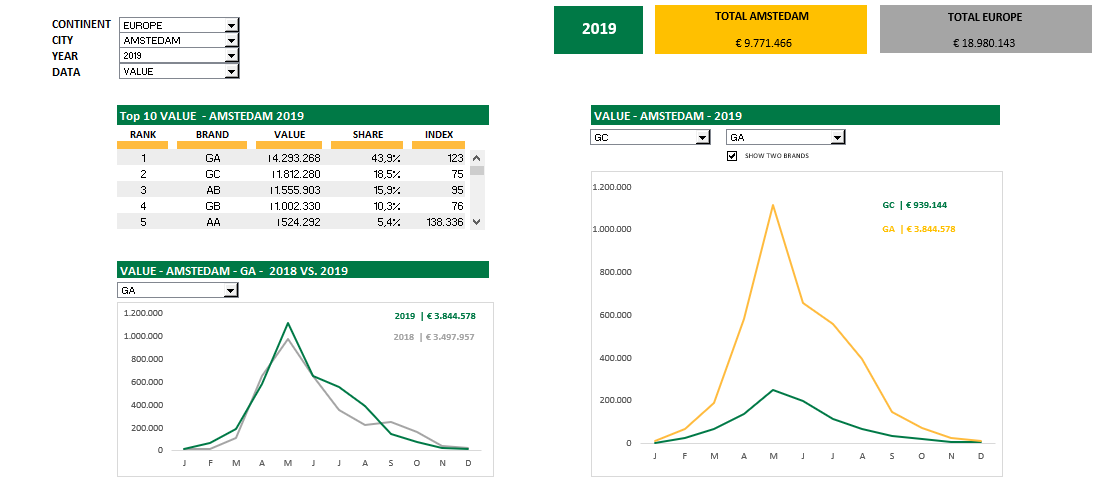 CONTINENT EUROPE
CITY AMSTEDAM
YEAR 2019
DATA VALUE
2019
TOTAL AMSTEDAM
€ 9.771.466
TOTAL EUROPE
€ 18.980.143
Top 10 VALUE - AMSTEDAM 2019
RANK BRAND VALUE SHARE INDEX
1 GA 14.293.268 43,9% 123
2 GC 11.812.280 18,5% 75
3 AB 11.555.903 15,9% 95
4 GB 11.002.330 10,3% 76
5 AA 1524.292 5,4% 138.336
VALUE - AMSTEDAM - GA - 2018 VS. 2019
GA
2019 | € 3.844.578
2018 | € 3.497.957
1.200.000
1.000.000
800.000
600.000
400.000
200.000
0
J F M A M J J A S O N D
VALUE - AMSTEDAM - 2019
GC GA
SHOW TWO BRANDS
GC | € 939.144
GA | € 3.844.578
1.200.000
1.000.000
800.000
600.000
400.000
200.000
0
J F M A M J J A S O N D